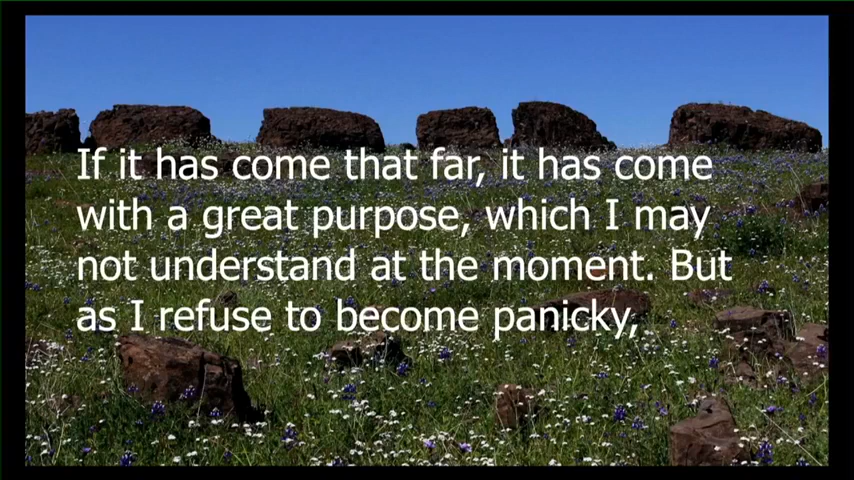 If it has come that far, it has come
with a great purpose, which I may
not understand at the moment. But
as I refuse to become panicky,